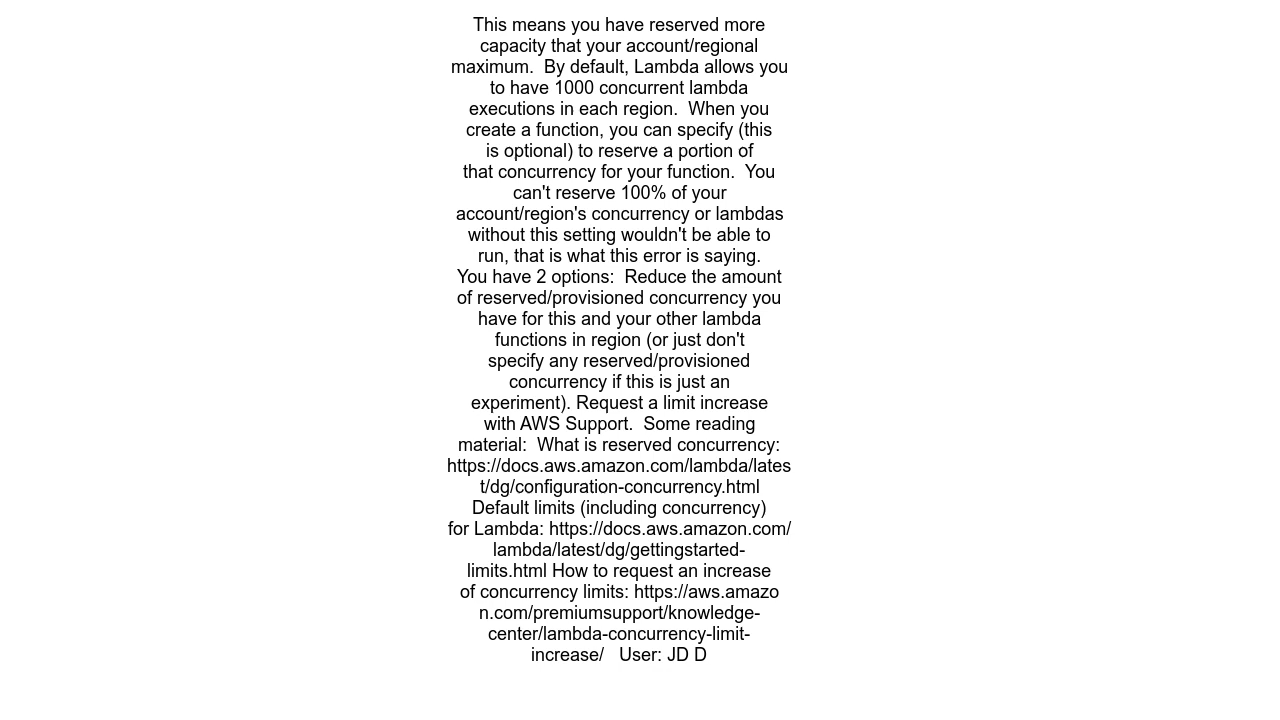 This means you have reserved more
capacity that your account/regional
maximum.  By default, Lambda allows you
to have 1000 concurrent lambda
executions in each region.  When you
create a function, you can specify (this
is optional) to reserve a portion of
that concurrency for your function.  You
can't reserve 100% of your
account/region's concurrency or lambdas
without this setting wouldn't be able to
run, that is what this error is saying.
You have 2 options:  Reduce the amount
of reserved/provisioned concurrency you
have for this and your other lambda
functions in region (or just don't
specify any reserved/provisioned
concurrency if this is just an
experiment). Request a limit increase
with AWS Support.  Some reading
material:  What is reserved concurrency:
https://docs.aws.amazon.com/lambda/lates
t/dg/configuration-concurrency.html
Default limits (including concurrency)
for Lambda: https://docs.aws.amazon.com/
lambda/latest/dg/gettingstarted-
limits.html How to request an increase
of concurrency limits: https://aws.amazo
n.com/premiumsupport/knowledge-
center/lambda-concurrency-limit-
increase/   User: JD D